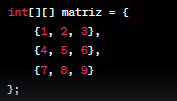 int[][] matriz = {
    {1, 2, 3},
    {4, 5, 6},
    {7, 8, 9}
};